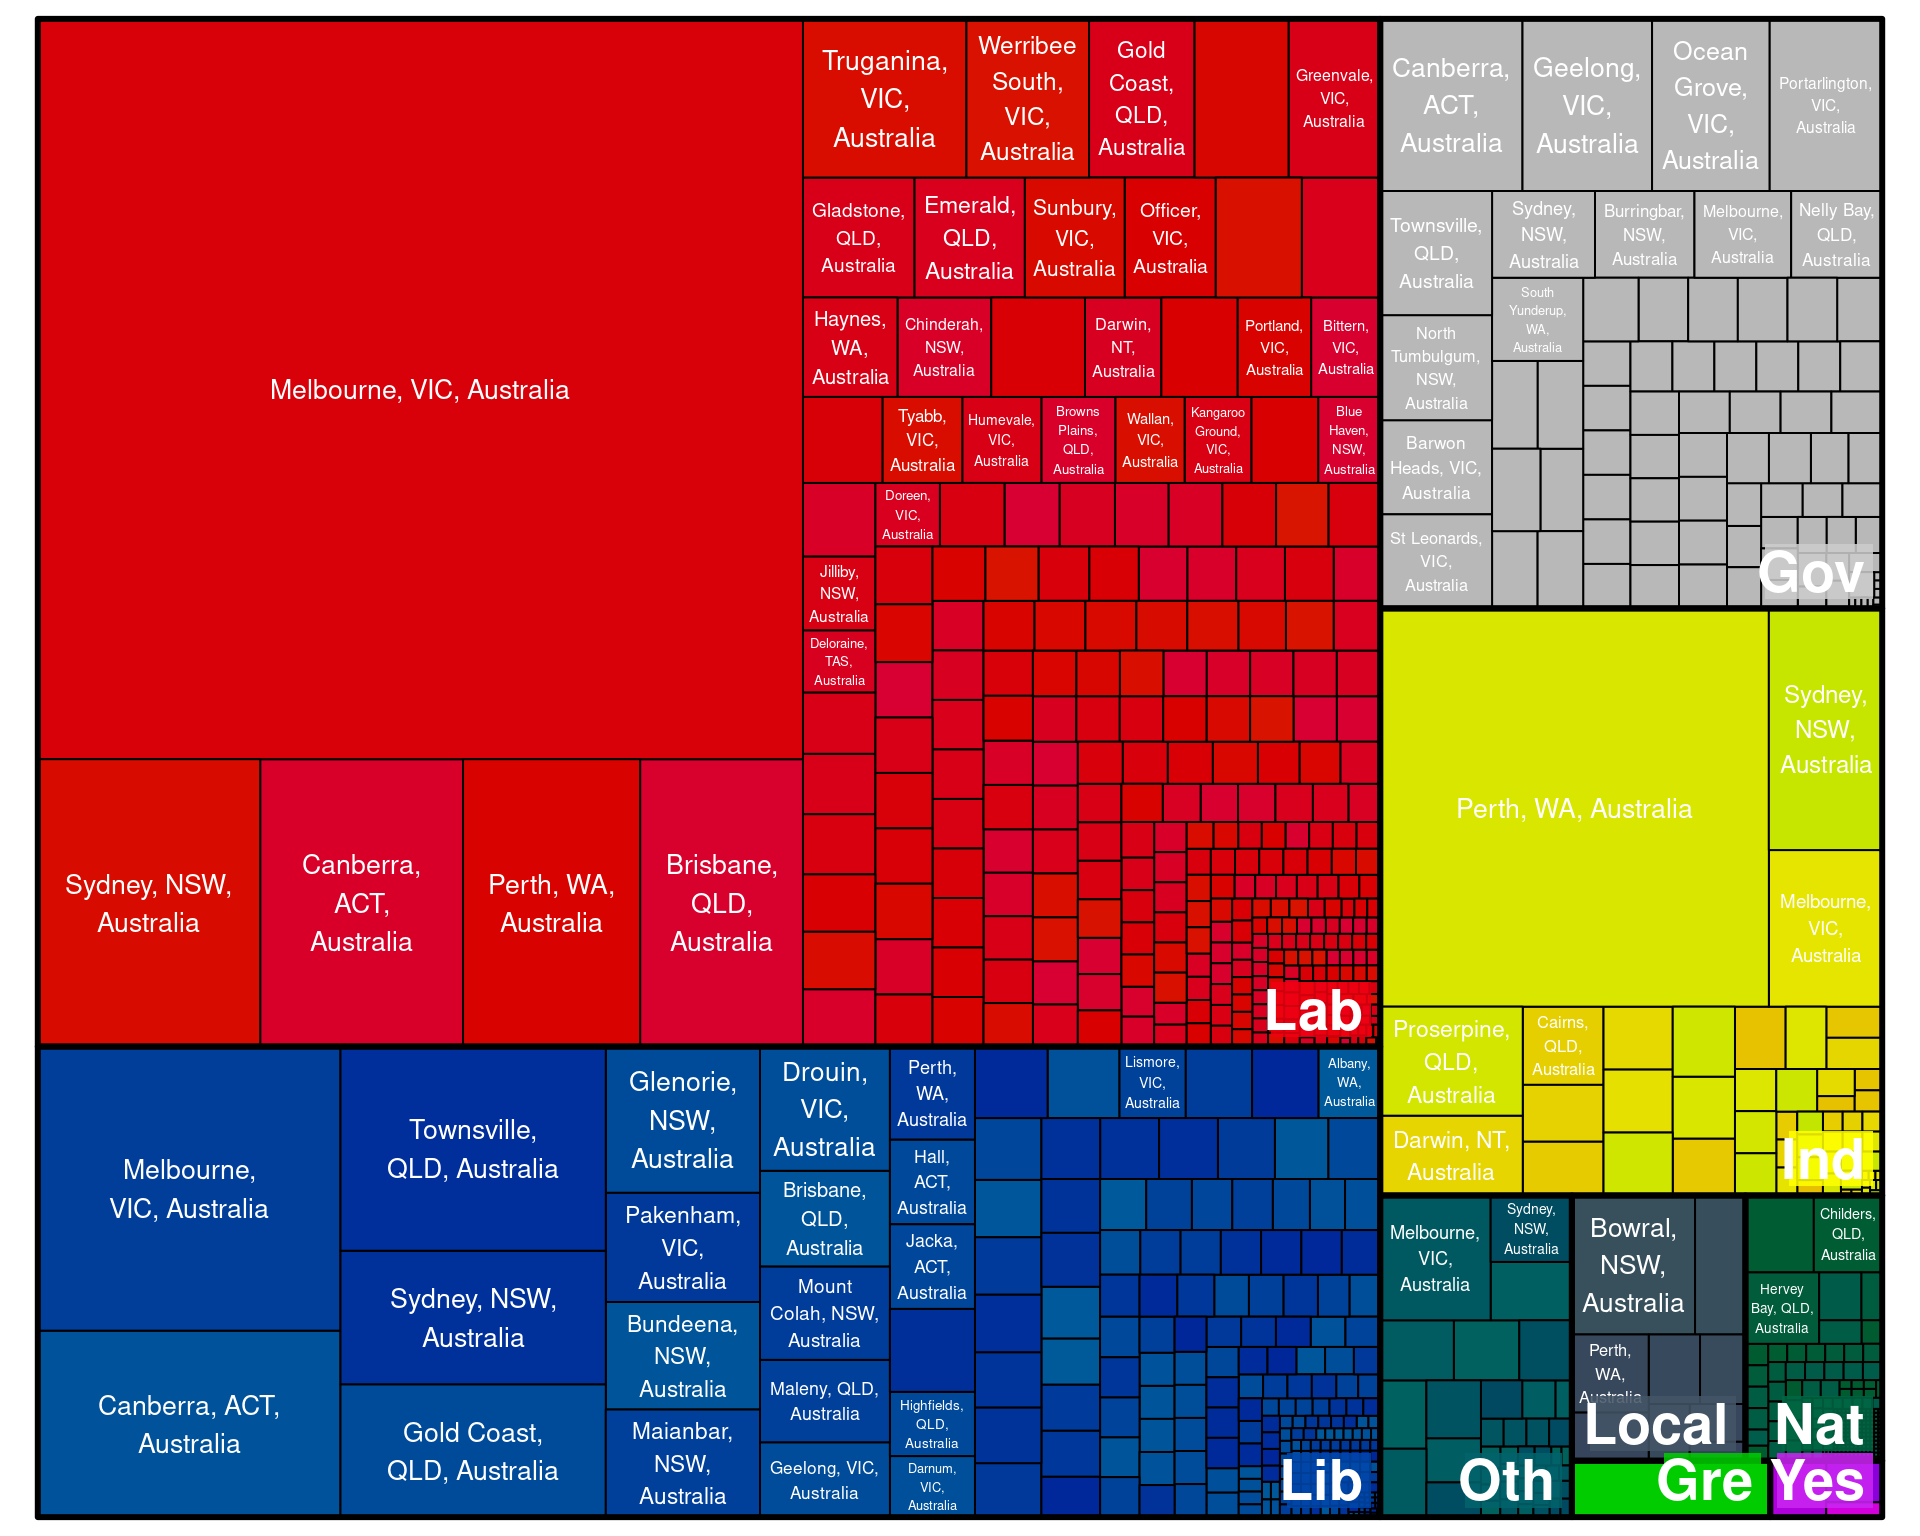 Melbourne, VIC, Australia
Sydney, NSW,
Australia
Canberra,
ACT,
Australia
Perth, WA,
Australia
Brisbane,
QLD,
Australia
Truganina,
VIC,
Australia
Werribee
South,
VIC,
Australia
Gold
Coast,
QLD,
Australia
Greenvale,
VIC,
Australia
Gladstone,
QLD,
Australia
Emerald,
QLD,
Australia
Sunbury,
VIC,
Australia
Officer,
VIC,
Australia
Haynes,
WA,
Australia
Chinderah,
NSW,
Australia
Darwin,
NT,
Australia
Portland,
VIC,
Australia
Bittern,
VIC,
Australia
Tyabb,
VIC,
Australia
Humevale,
VIC,
Australia
Browns
Plains,
QLD,
Australia
Wallan,
VIC,
Australia
Kangaroo
Ground,
VIC,
Australia
Blue
Haven,
NSW,
Australia
Doreen,
VIC,
Australia
Jilliby,
NSW,
Australia
Deloraine,
TAS,
Australia
Lab
Canberra,
ACT,
Australia
Geelong,
VIC,
Australia
Ocean
Grove,
VIC,
Australia
Portarlington,
VIC,
Australia
Townsville,
QLD,
Australia
Sydney,
NSW,
Australia
Burringbar,
NSW,
Australia
Melbourne,
VIC,
Australia
Nelly Bay,
QLD,
Australia
South
Yunderup,
WA,
Australia
North
Tumbulgum,
NSW,
Australia
Barwon
Heads, VIC,
Australia
St Leonards,
VIC,
Australia
Gov
Perth, WA, Australia
Sydney,
NSW,
Australia
Melbourne,
VIC,
Australia
Proserpine,
QLD,
Australia
Cairns,
QLD,
Australia
Darwin, NT,
Australia
Ind
Melbourne,
VIC, Australia
Canberra, ACT,
Australia
Townsville,
QLD, Australia
Sydney, NSW,
Australia
Gold Coast,
QLD, Australia
Glenorie,
NSW,
Australia
Pakenham,
VIC,
Australia
Bundeena,
NSW,
Australia
Maianbar,
NSW,
Australia
Drouin,
VIC,
Australia
Brisbane,
QLD,
Australia
Mount
Colah, NSW,
Australia
Maleny, QLD,
Australia
Geelong, VIC,
Australia
Perth,
WA,
Australia
Hall,
ACT,
Australia
Jacka,
ACT,
Australia
Highfields,
QLD,
Australia
Darnum,
VIC,
Australia
Lismore,
VIC,
Australia
Albany,
WA,
Australia
Lib
Melbourne,
VIC,
Australia
Sydney,
NSW,
Australia
Oth
Bowral,
NSW,
Australia
Perth,
WA,
Australia
Local
Childers,
QLD,
Australia
Hervey
Bay, QLD,
Australia
Nat
Gre
Yes